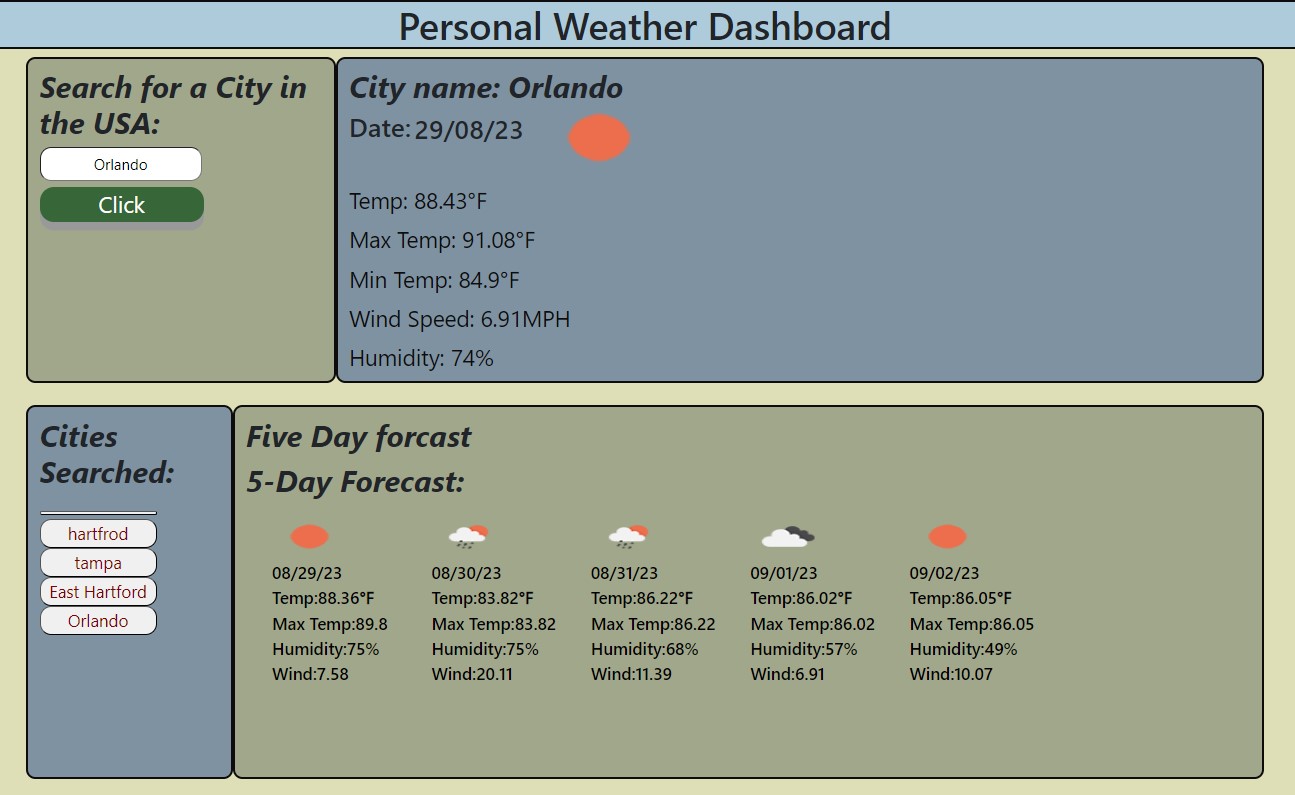 Personal Weather Dashboard
Search for a City in
the USA:
Orlando
Click
City name: Orlando
Date: 29/08/23
Temp: 88.43°F
Max Temp: 91.08°F
Min Temp: 84.9°F
Wind Speed: 6.91MPH
Humidity: 74%
Cities
Searched:
hartfrod
tampa
East Hartford
Orlando
Five Day forcast
5-Day Forecast:
08/29/23
Temp:88.36°F
Max Temp:89.8
Humidity:75%
Wind:7.58
08/30/23
Temp:83.82°F
Max Temp:83.82
Humidity:75%
Wind:20.11
08/31/23
Temp:86.22°F
Max Temp:86.22
Humidity:68%
Wind:11.39
09/01/23
Temp:86.02°F
Max Temp:86.02
Humidity:57%
Wind:6.91
09/02/23
Temp:86.05°F
Max Temp:86.05
Humidity:49%
Wind:10.07